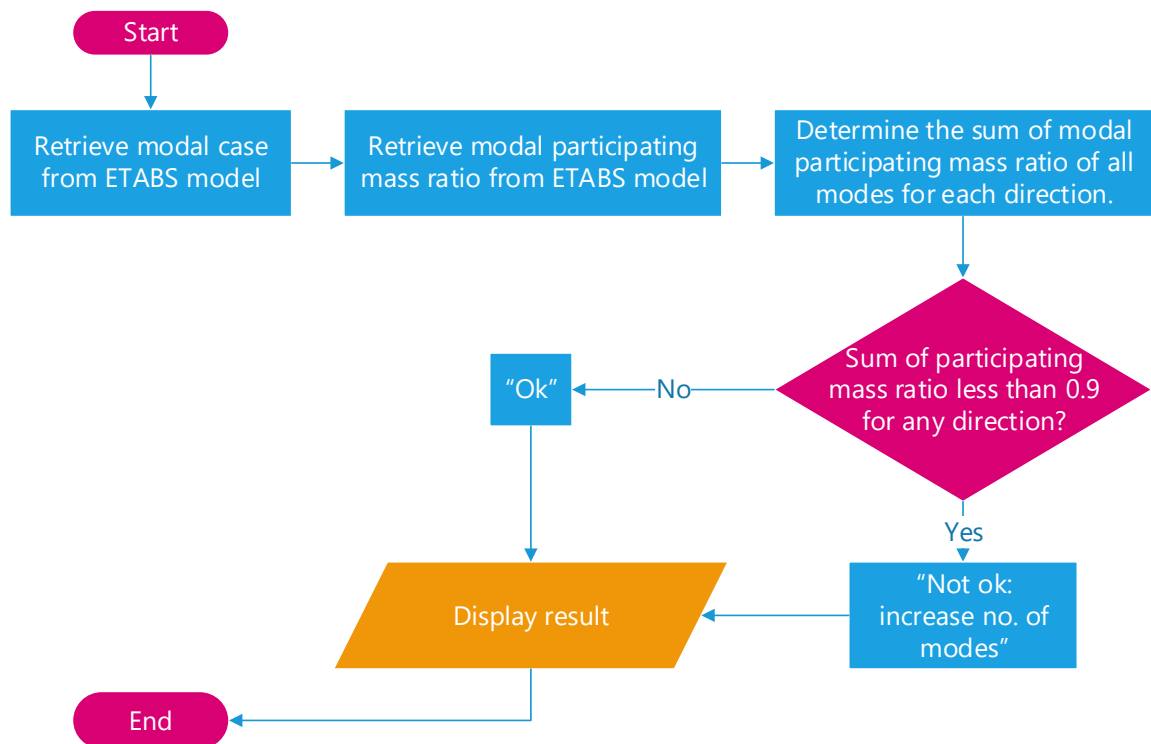 Start
Retrieve modal case
from ETABS model
Retrieve modal participating
mass ratio from ETABS model
Determine the sum of modal
participating mass ratio of all
modes for each direction.
Sum of participating
mass ratio less than 0.9
for any direction?
No
“Ok”
Yes
“Not ok:
increase no. of
modes”
Display result
End